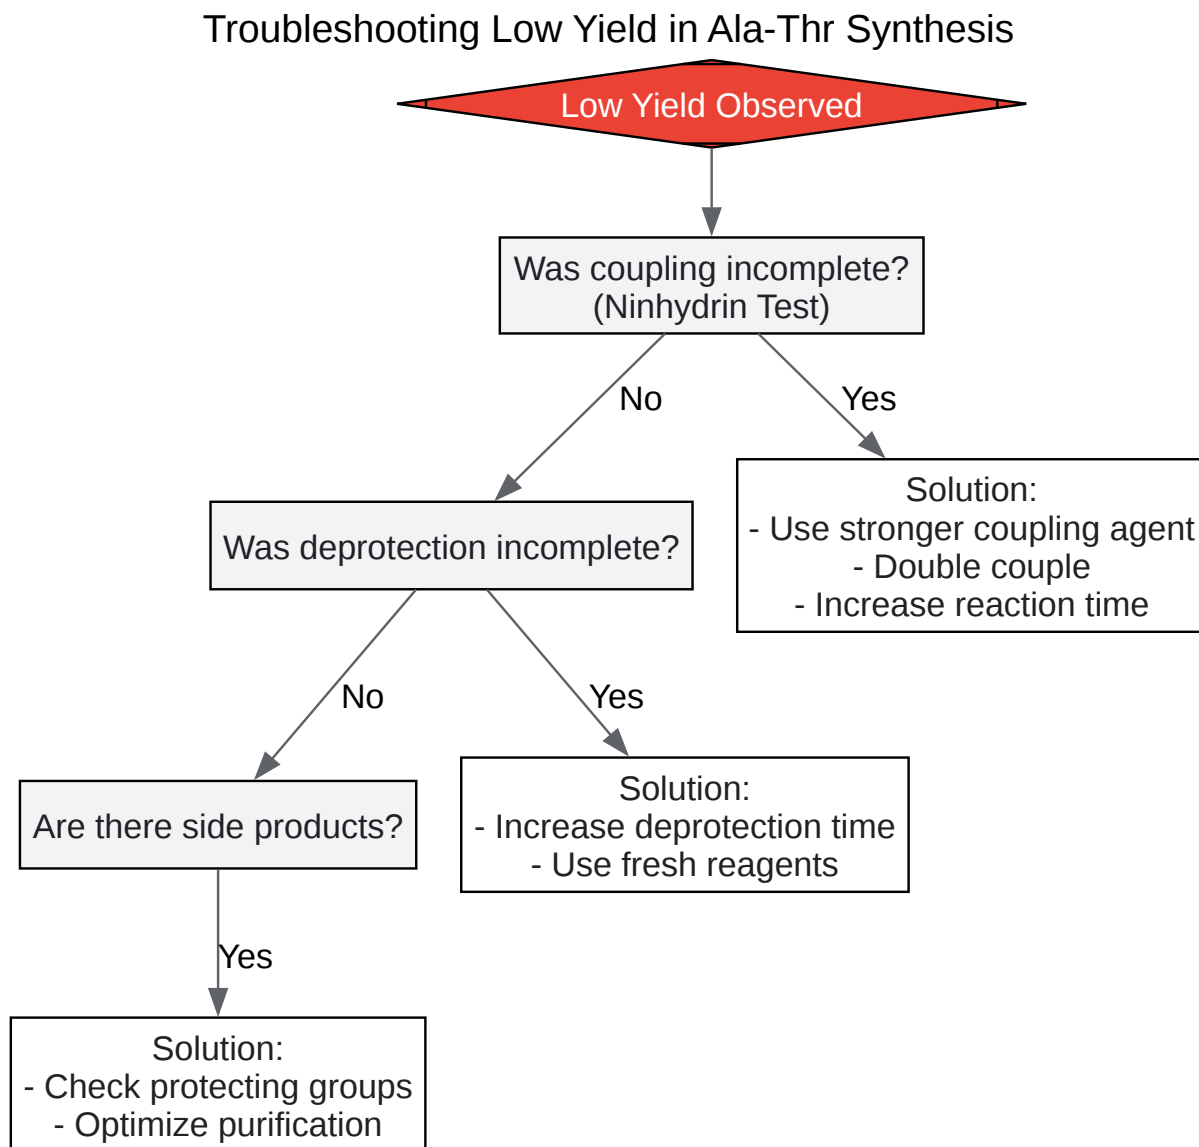 Troubleshooting Low Yield in Ala-Thr Synthesis
Low Yield Observed
Was coupling incomplete?
(Ninhydrin Test)
No
Yes
Solution:
- Use stronger coupling agent
- Double couple
- Increase reaction time
Was deprotection incomplete?
No
Yes
Solution:
- Increase deprotection time
- Use fresh reagents
Are there side products?
Yes
Solution:
- Check protecting groups
- Optimize purification